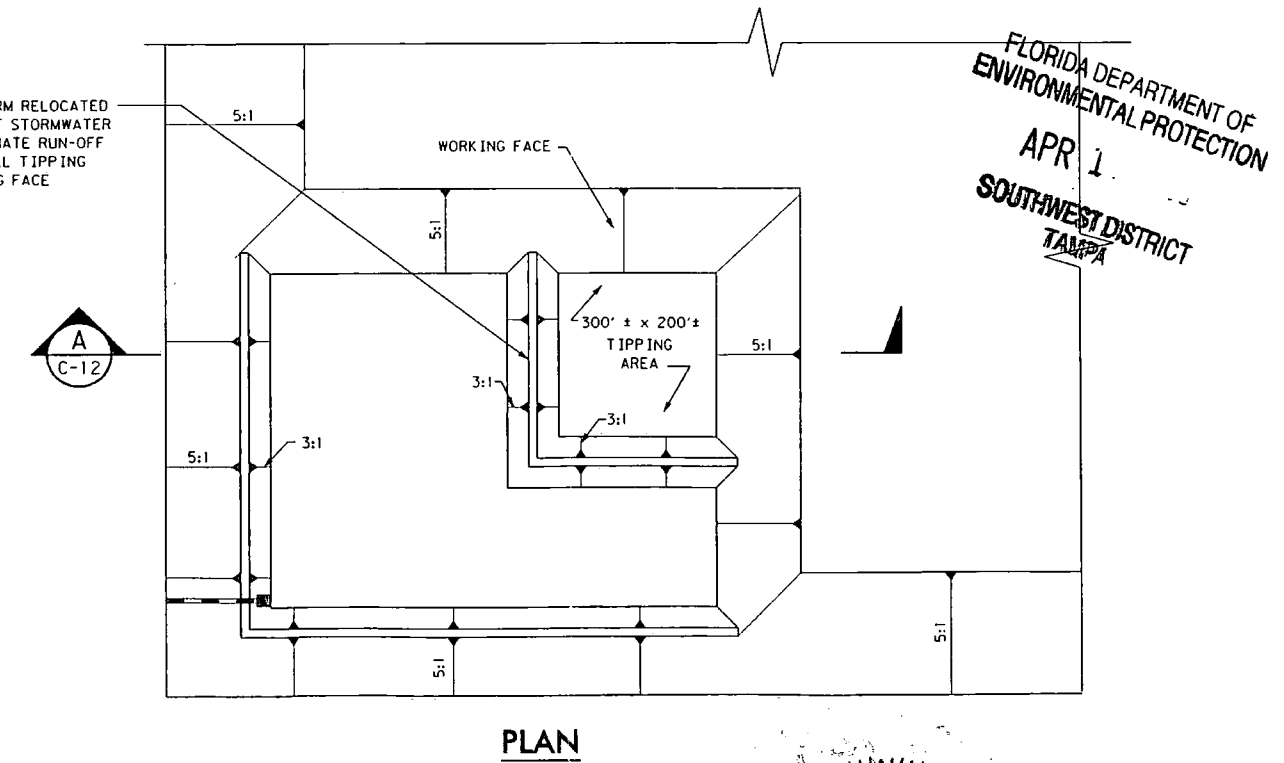 FLORIDA DEPARTMENT OF
ENVIRONMENTAL PROTECTION
APR 1
SOUTHWEST DISTRICT
TAMPA
RM RELOCATED
T STORMWATER
ATE RUN-OFF
L TIPPING
G FACE
5:1
WORKING FACE
5:1
A
C-12
300' ± x 200'±
TIPPING
AREA
5:1
3:1
3:1
3:1
5:1
5:1
5:1
PLAN